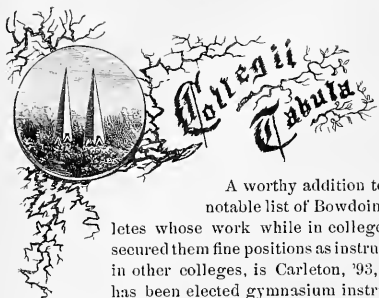 Collegii
Tabula
A worthy addition to
notable list of Bowdoin
letes whose work while in college
secured them fine positions as instru
in other colleges, is Carleton, '93,
has been elected gymnasium instr